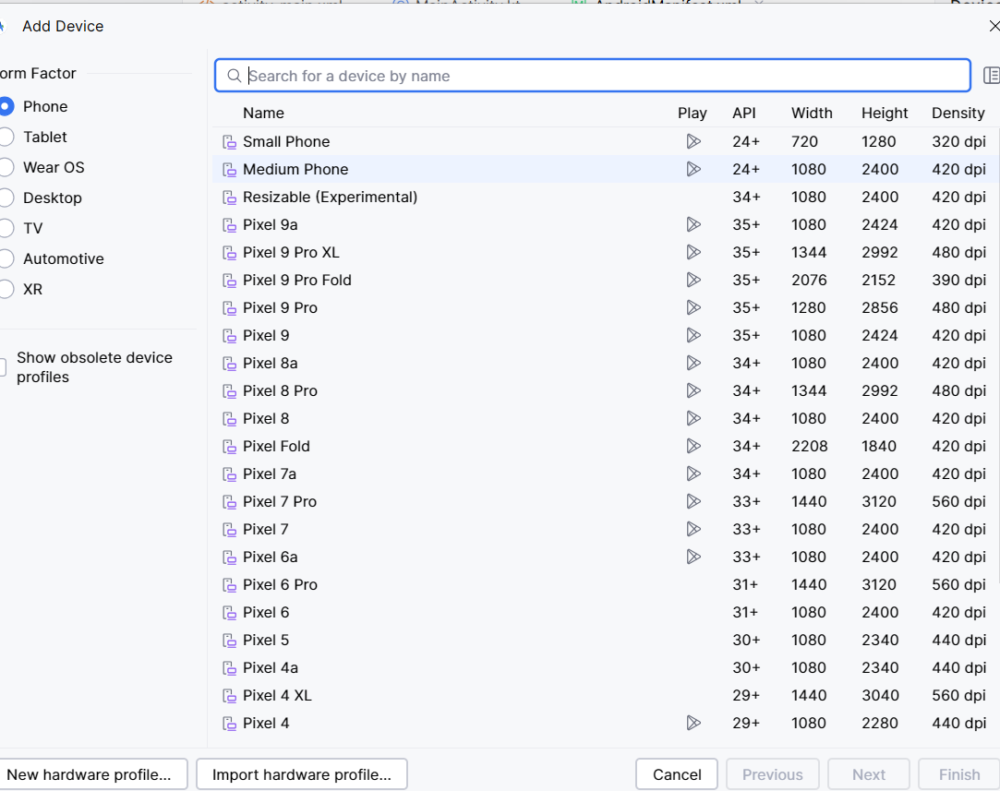 activity_main.xml MainActivity.kt AndroidManifest.xml
Add Device
orm Factor
Phone
Tablet
Wear OS
Desktop
TV
Automotive
XR
Show obsolete device
profiles
Search for a device by name
Name Play API Width Height Density
Small Phone 24+ 720 1280 320 dpi
Medium Phone 24+ 1080 2400 420 dpi
Resizable (Experimental) 34+ 1080 2400 420 dpi
Pixel 9a 35+ 1080 2424 420 dpi
Pixel 9 Pro XL 35+ 1344 2992 480 dpi
Pixel 9 Pro Fold 35+ 2076 2152 390 dpi
Pixel 9 Pro 35+ 1280 2856 480 dpi
Pixel 9 35+ 1080 2424 420 dpi
Pixel 8a 34+ 1080 2400 420 dpi
Pixel 8 Pro 34+ 1344 2992 480 dpi
Pixel 8 34+ 1080 2400 420 dpi
Pixel Fold 34+ 2208 1840 420 dpi
Pixel 7a 34+ 1080 2400 420 dpi
Pixel 7 Pro 33+ 1440 3120 560 dpi
Pixel 7 33+ 1080 2400 420 dpi
Pixel 6a 33+ 1080 2400 420 dpi
Pixel 6 Pro 31+ 1440 3120 560 dpi
Pixel 6 31+ 1080 2400 420 dpi
Pixel 5 30+ 1080 2340 440 dpi
Pixel 4a 30+ 1080 2340 440 dpi
Pixel 4 XL 29+ 1440 3040 560 dpi
Pixel 4 29+ 1080 2280 440 dpi
New hardware profile... Import hardware profile... Cancel Previous Next Finish